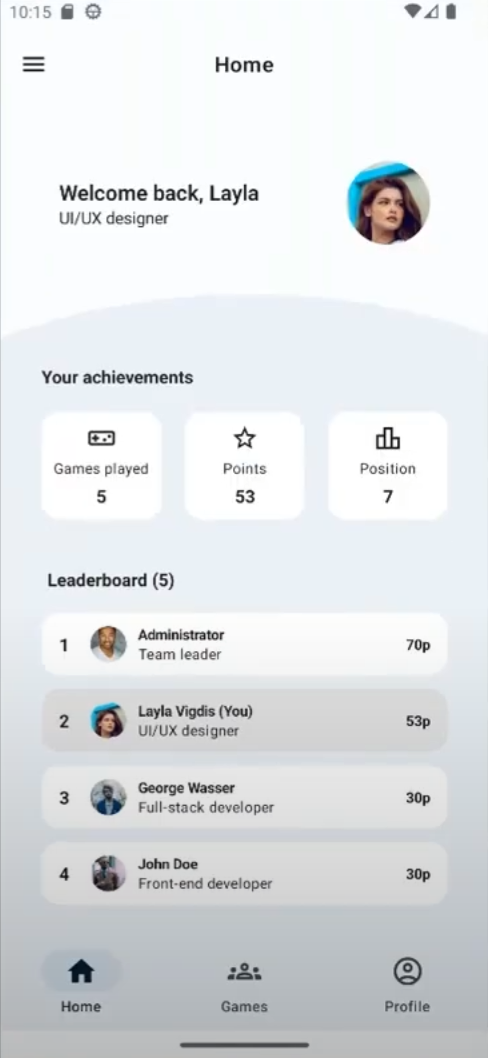 10:15
Home
Welcome back, Layla
UI/UX designer
Your achievements
Games played
5
Points
53
Position
7
Leaderboard (5)
1
Administrator
Team leader
70p
2
Layla Vigdis (You)
UI/UX designer
53p
3
George Wasser
Full-stack developer
30p
4
John Doe
Front-end developer
30p
Home
Games
Profile